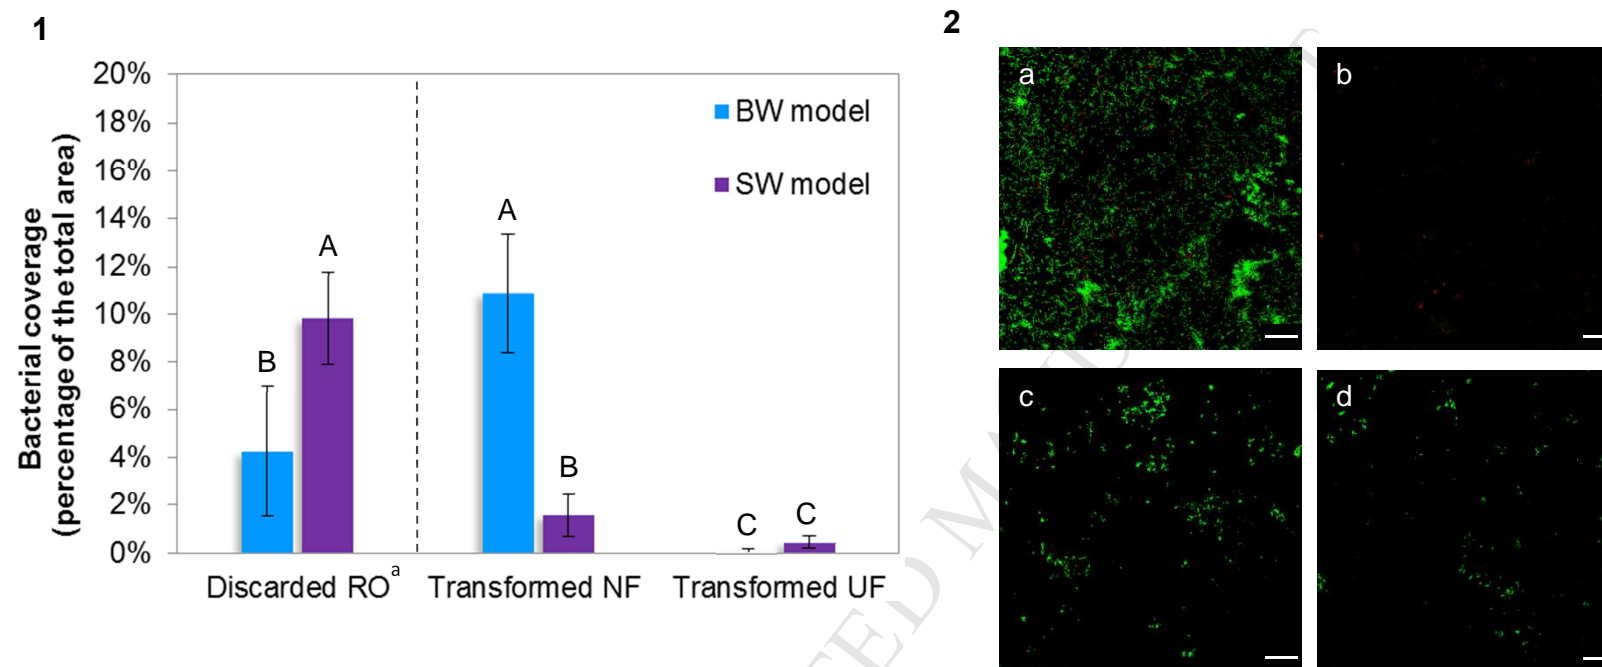 1
2
Bacterial coverage
(percentage of the total area)
20%
18%
16%
14%
12%
10%
8%
6%
4%
2%
0%
BW model
SW model
B
A
A
B
C
C
Discarded ROᵃ
Transformed NF
Transformed UF
a
b
c
d